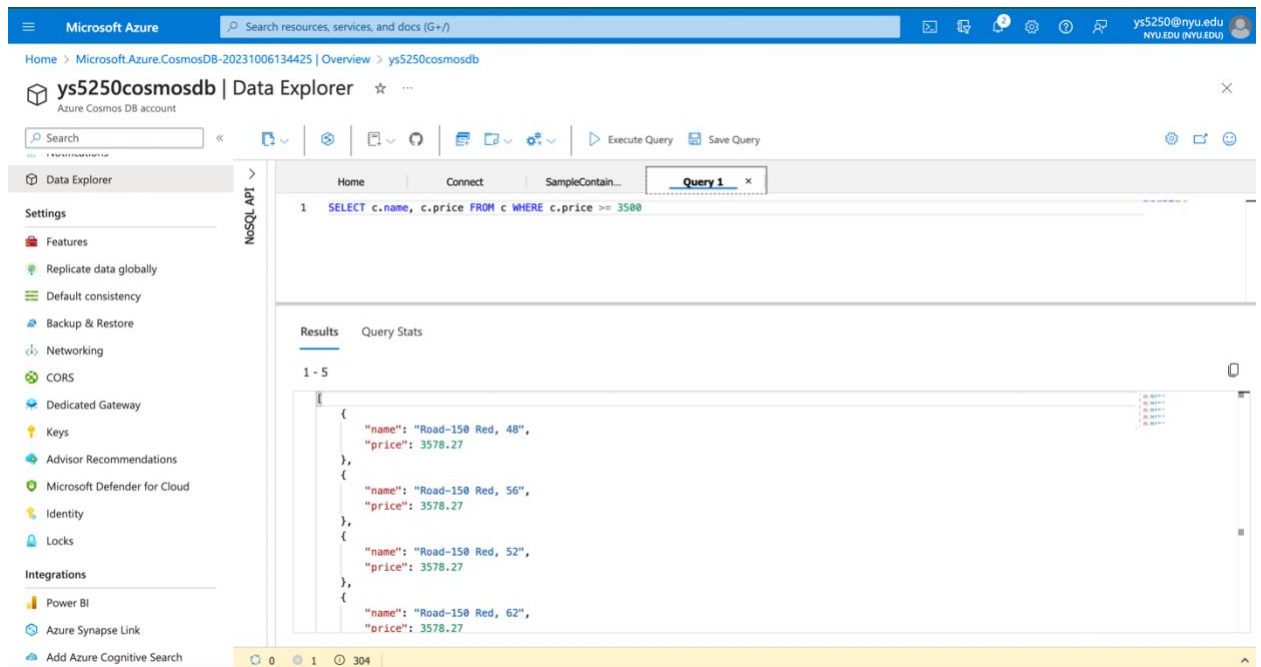 Microsoft Azure
Search resources, services, and docs (G+/)
2
ys5250@nyu.edu
NYU.EDU (NYU.EDU)
Home > Microsoft.Azure.CosmosDB-20231006134425 | Overview > ys5250cosmosdb
ys5250cosmosdb | Data Explorer
Azure Cosmos DB account
Search
Execute Query
Save Query
Notifications
Data Explorer
Settings
Features
Replicate data globally
Default consistency
Backup & Restore
Networking
CORS
Dedicated Gateway
Keys
Advisor Recommendations
Microsoft Defender for Cloud
Identity
Locks
Integrations
Power BI
Azure Synapse Link
Add Azure Cognitive Search
NoSQL API
Home
Connect
SampleContain...
Query 1
1 SELECT c.name, c.price FROM c WHERE c.price >= 3500
Results
Query Stats
1 - 5
[
{
"name": "Road-150 Red, 48",
"price": 3578.27
},
{
"name": "Road-150 Red, 56",
"price": 3578.27
},
{
"name": "Road-150 Red, 52",
"price": 3578.27
},
{
"name": "Road-150 Red, 62",
"price": 3578.27
0 1 304